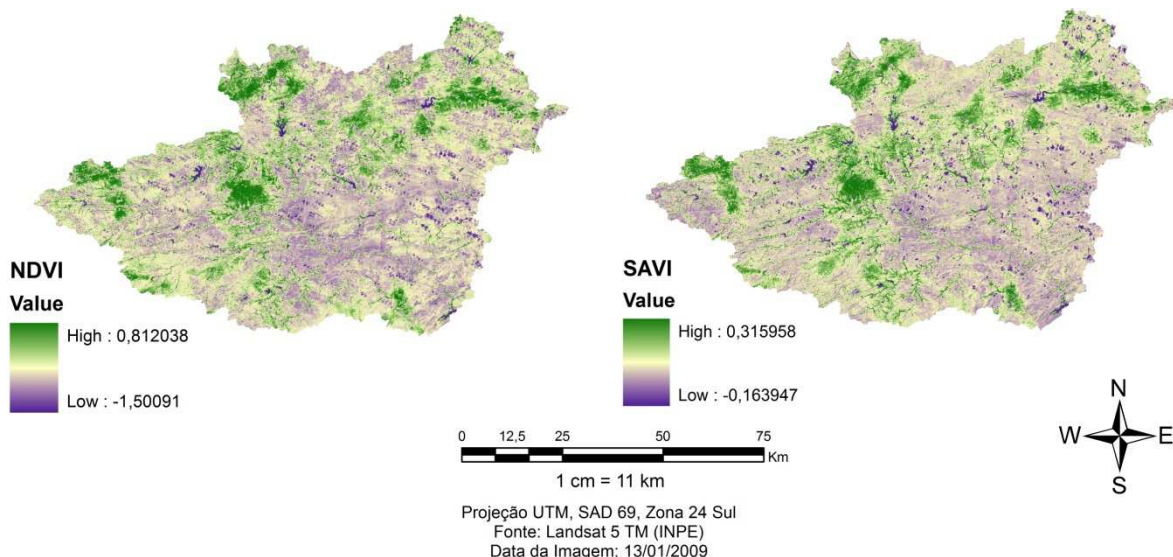 NDVI
Value
High : 0,812038
Low : -1,50091
SAVI
Value
High : 0,315958
Low : -0,163947
N
W E
S
0 12,5 25 50 75
Km
1 cm = 11 km
Projeção UTM, SAD 69, Zona 24 Sul
Fonte: Landsat 5 TM (INPE)
Data da Imagem: 13/01/2009